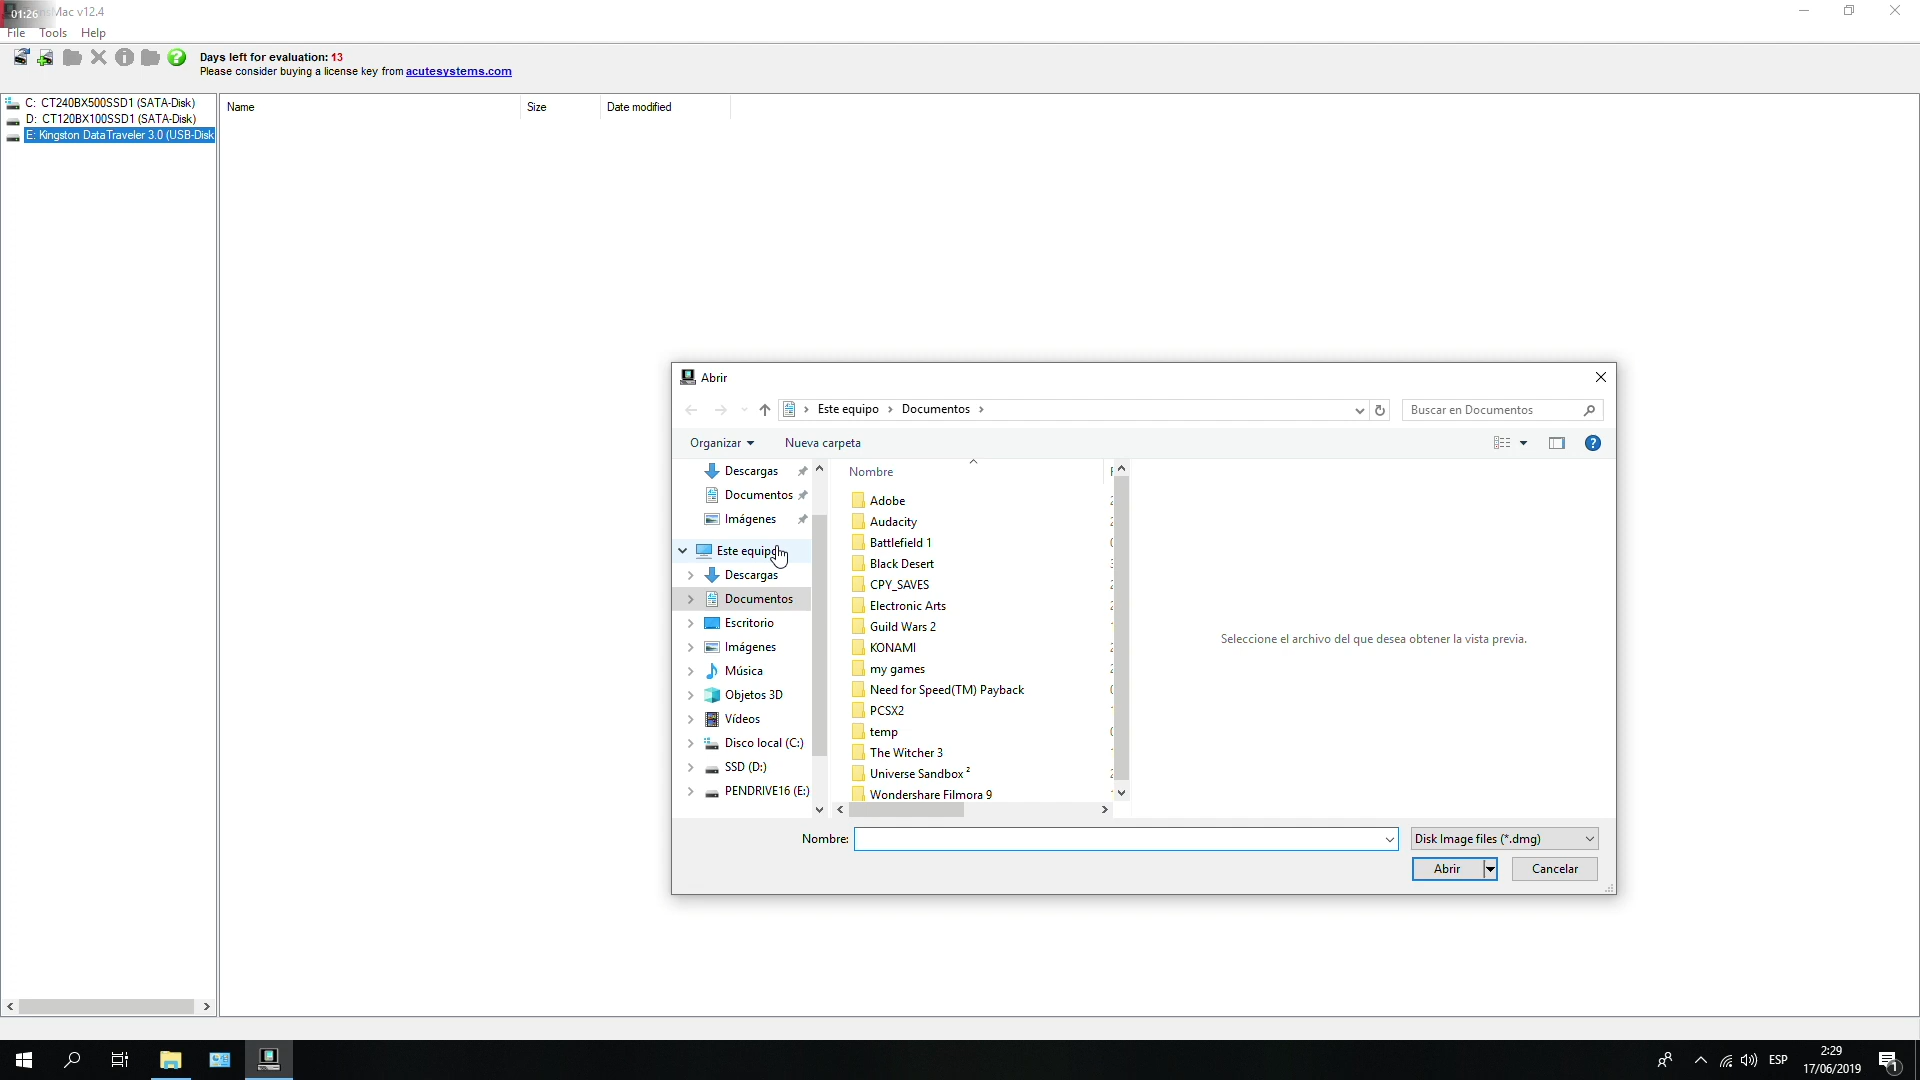 01:26
Mac v12.4
File Tools Help
Days left for evaluation: 13
Please consider buying a license key from acutesystems.com
C: CT240BX500SSD1 (SATA-Disk)
D: CT120BX100SSD1 (SATA-Disk)
E: Kingston DataTraveler 3.0 (USB-Disk
Name Size Date modified
Abrir
Este equipo > Documentos >
Buscar en Documentos
Organizar Nueva carpeta
Descargas
Documentos
Imágenes
Este equipo
Descargas
Documentos
Escritorio
Imágenes
Música
Objetos 3D
Vídeos
Disco local (C:)
SSD (D:)
PENDRIVE16 (E:)
Nombre
Adobe
Audacity
Battlefield 1
Black Desert
CPY_SAVES
Electronic Arts
Guild Wars 2
KONAMI
my games
Need for Speed(TM) Payback
PCSX2
temp
The Witcher 3
Universe Sandbox ²
Wondershare Filmora 9
Seleccione el archivo del que desea obtener la vista previa.
Nombre:
Disk Image files (*.dmg)
Abrir Cancelar
ESP
2:29
17/06/2019
1